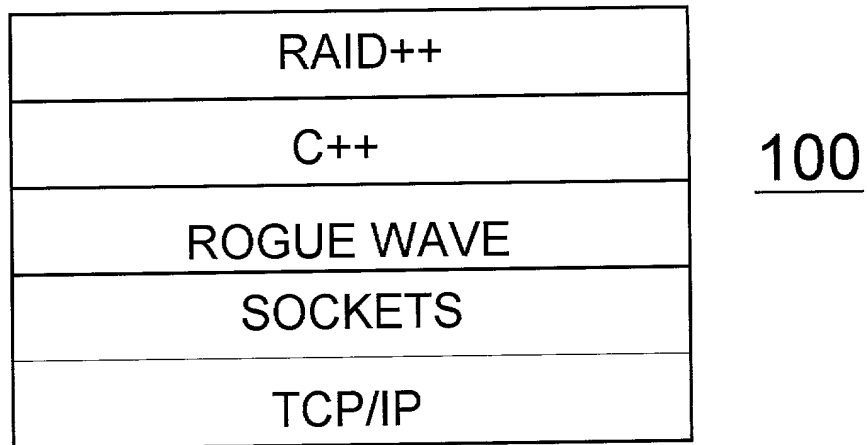 RAID++
C++
100
ROGUE WAVE
SOCKETS
TCP/IP